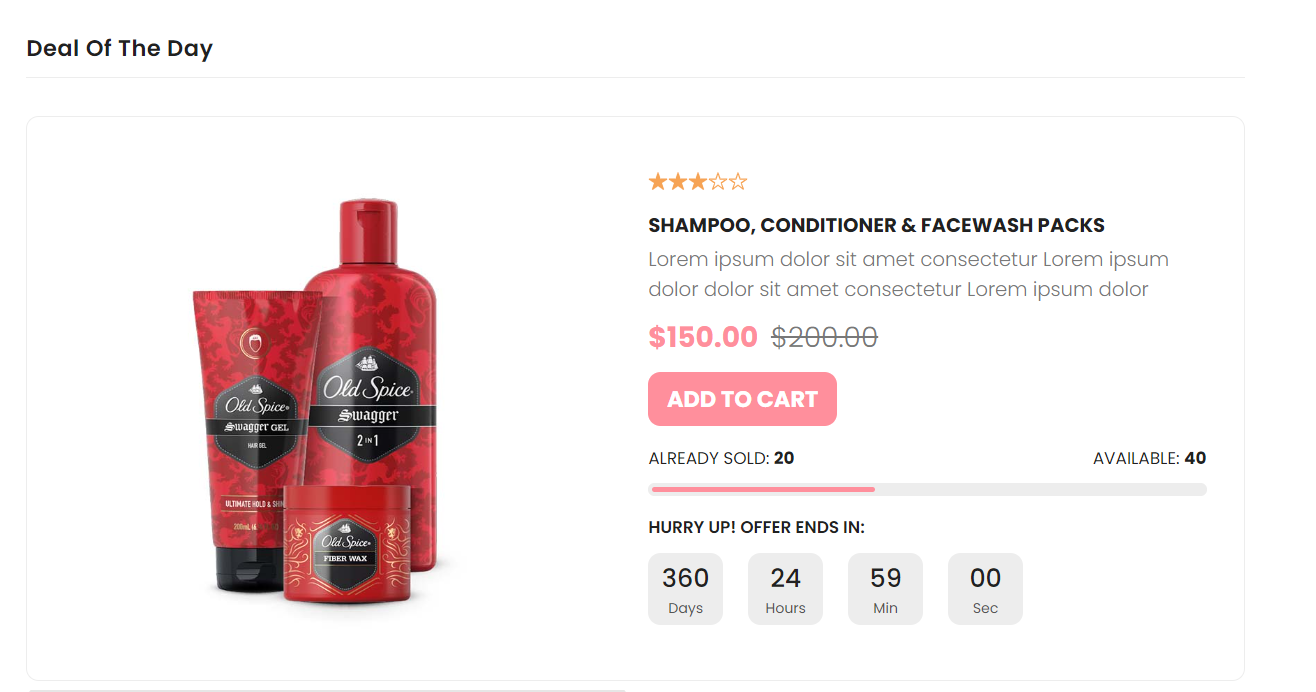 Deal Of The Day
SHAMPOO, CONDITIONER & FACEWASH PACKS
Lorem ipsum dolor sit amet consectetur Lorem ipsum
dolor dolor sit amet consectetur Lorem ipsum dolor
$150.00 $200.00
ADD TO CART
ALREADY SOLD: 20 AVAILABLE: 40
HURRY UP! OFFER ENDS IN:
360 24 59 00
Days Hours Min Sec
Old Spice
Swagger
2 IN 1
Old Spice
Swagger GEL
HAIR GEL
ULTIMATE HOLD &
200mL
Old Spice
FIBER WAX